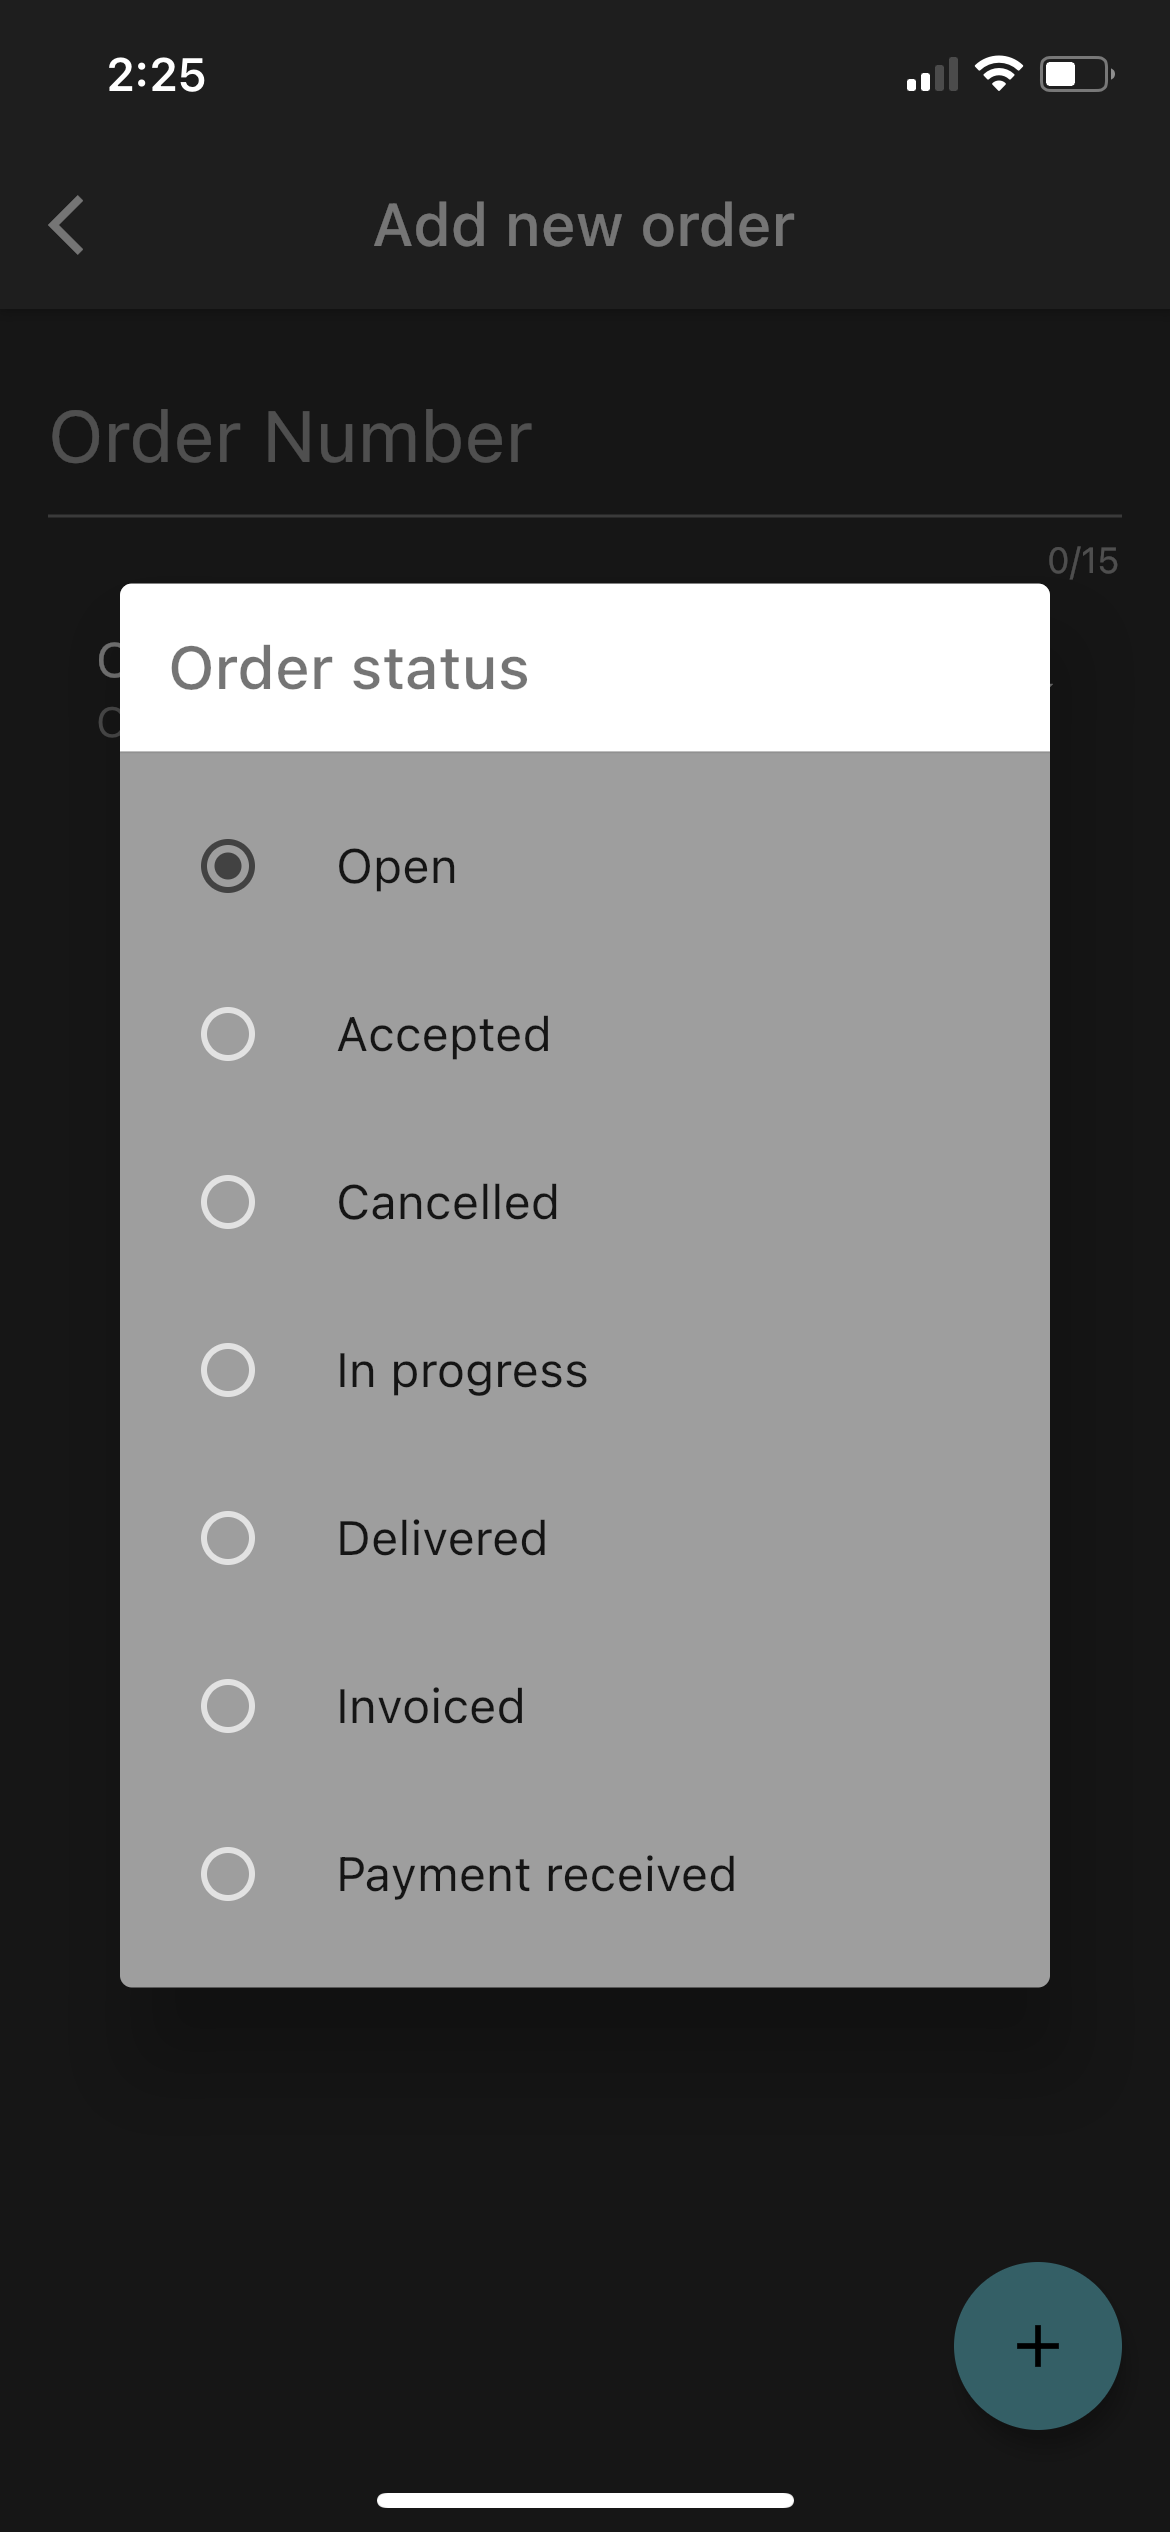 2:25
Add new order
Order Number
0/15
Order status
Open
Accepted
Cancelled
In progress
Delivered
Invoiced
Payment received